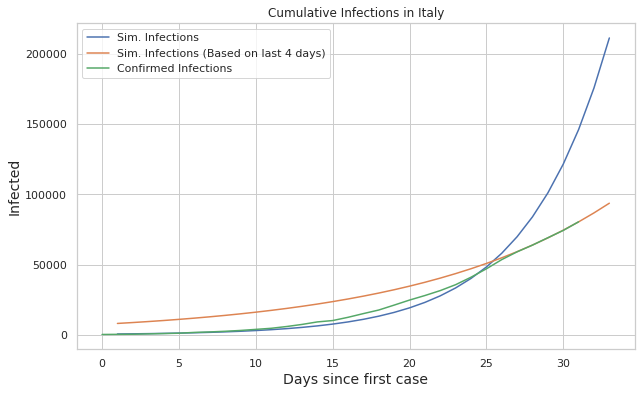 Cumulative Infections in Italy
Sim. Infections
Sim. Infections (Based on last 4 days)
Confirmed Infections
Infected
200000
150000
100000
50000
0
0 5 10 15 20 25 30
Days since first case